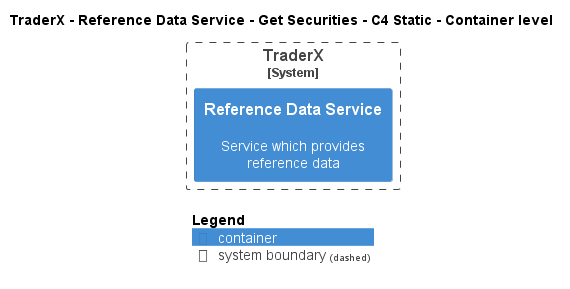 TraderX - Reference Data Service - Get Securities - C4 Static - Container level
TraderX
[System]
Reference Data Service
Service which provides
reference data
Legend
container
system boundary (dashed)